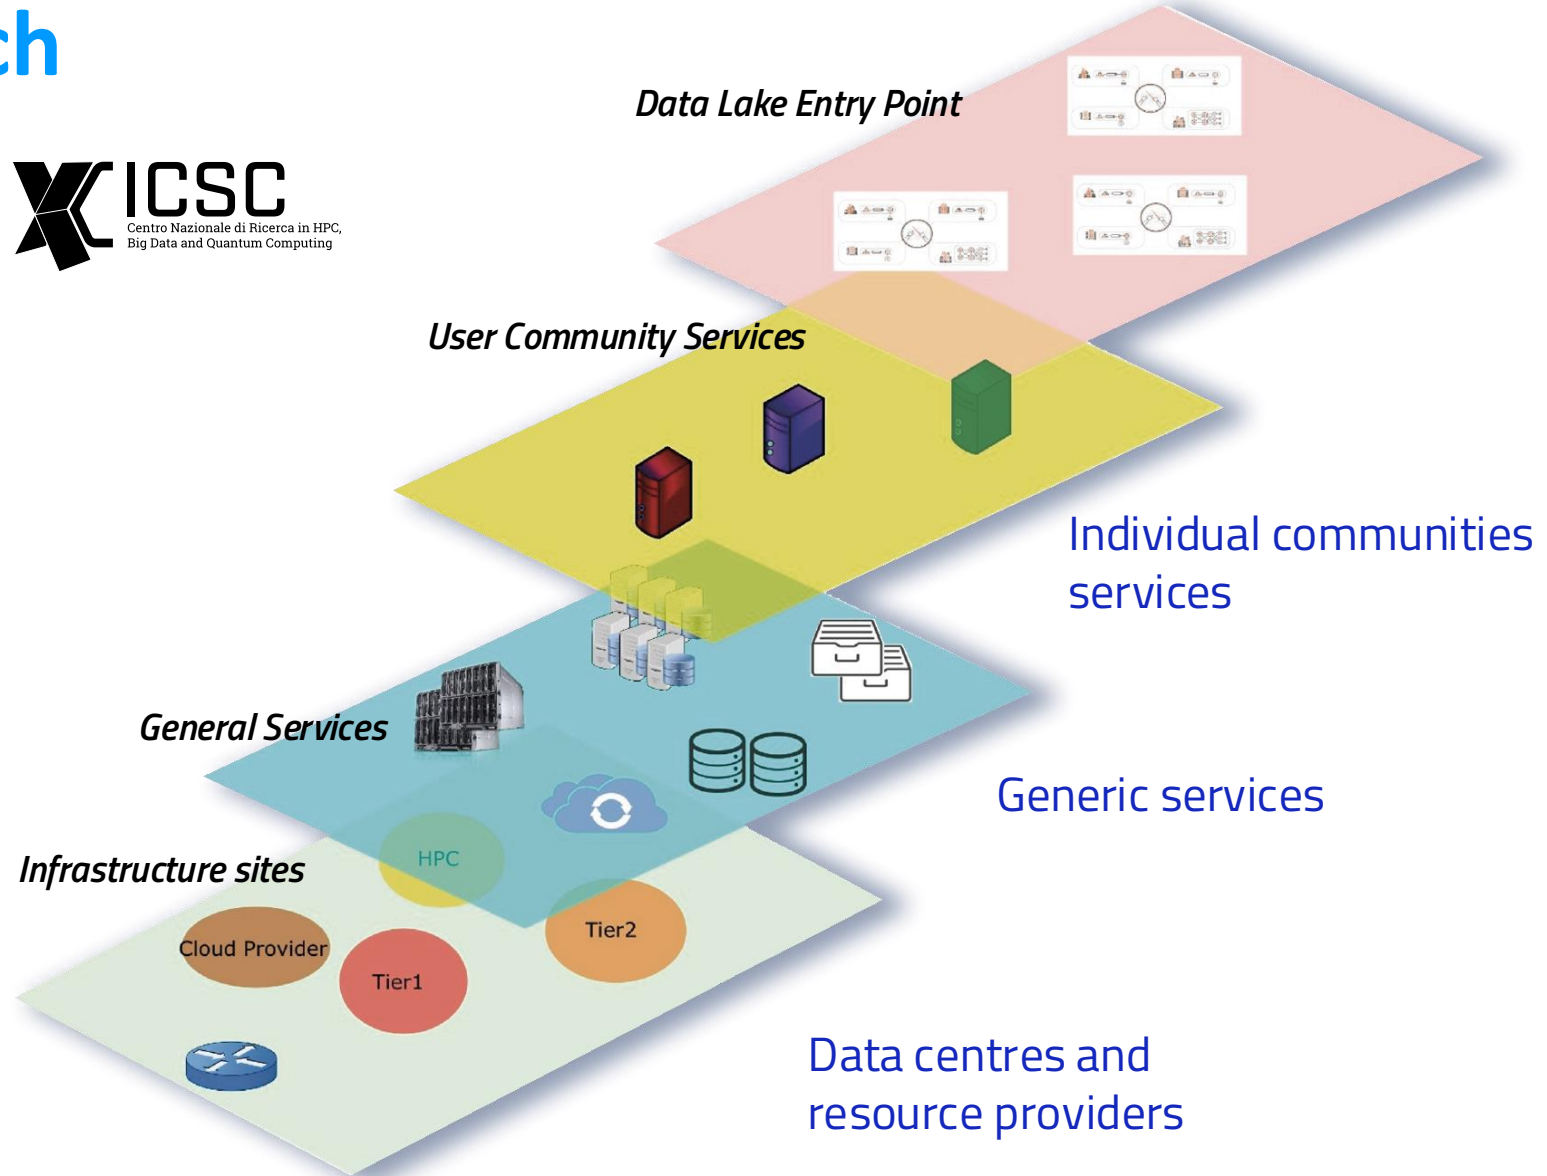 ch
Data Lake Entry Point
ICSC
Centro Nazionale di Ricerca in HPC,
Big Data and Quantum Computing
User Community Services
Individual communities
services
General Services
Generic services
Infrastructure sites
HPC
Cloud Provider
Tier2
Tier1
Data centres and
resource providers